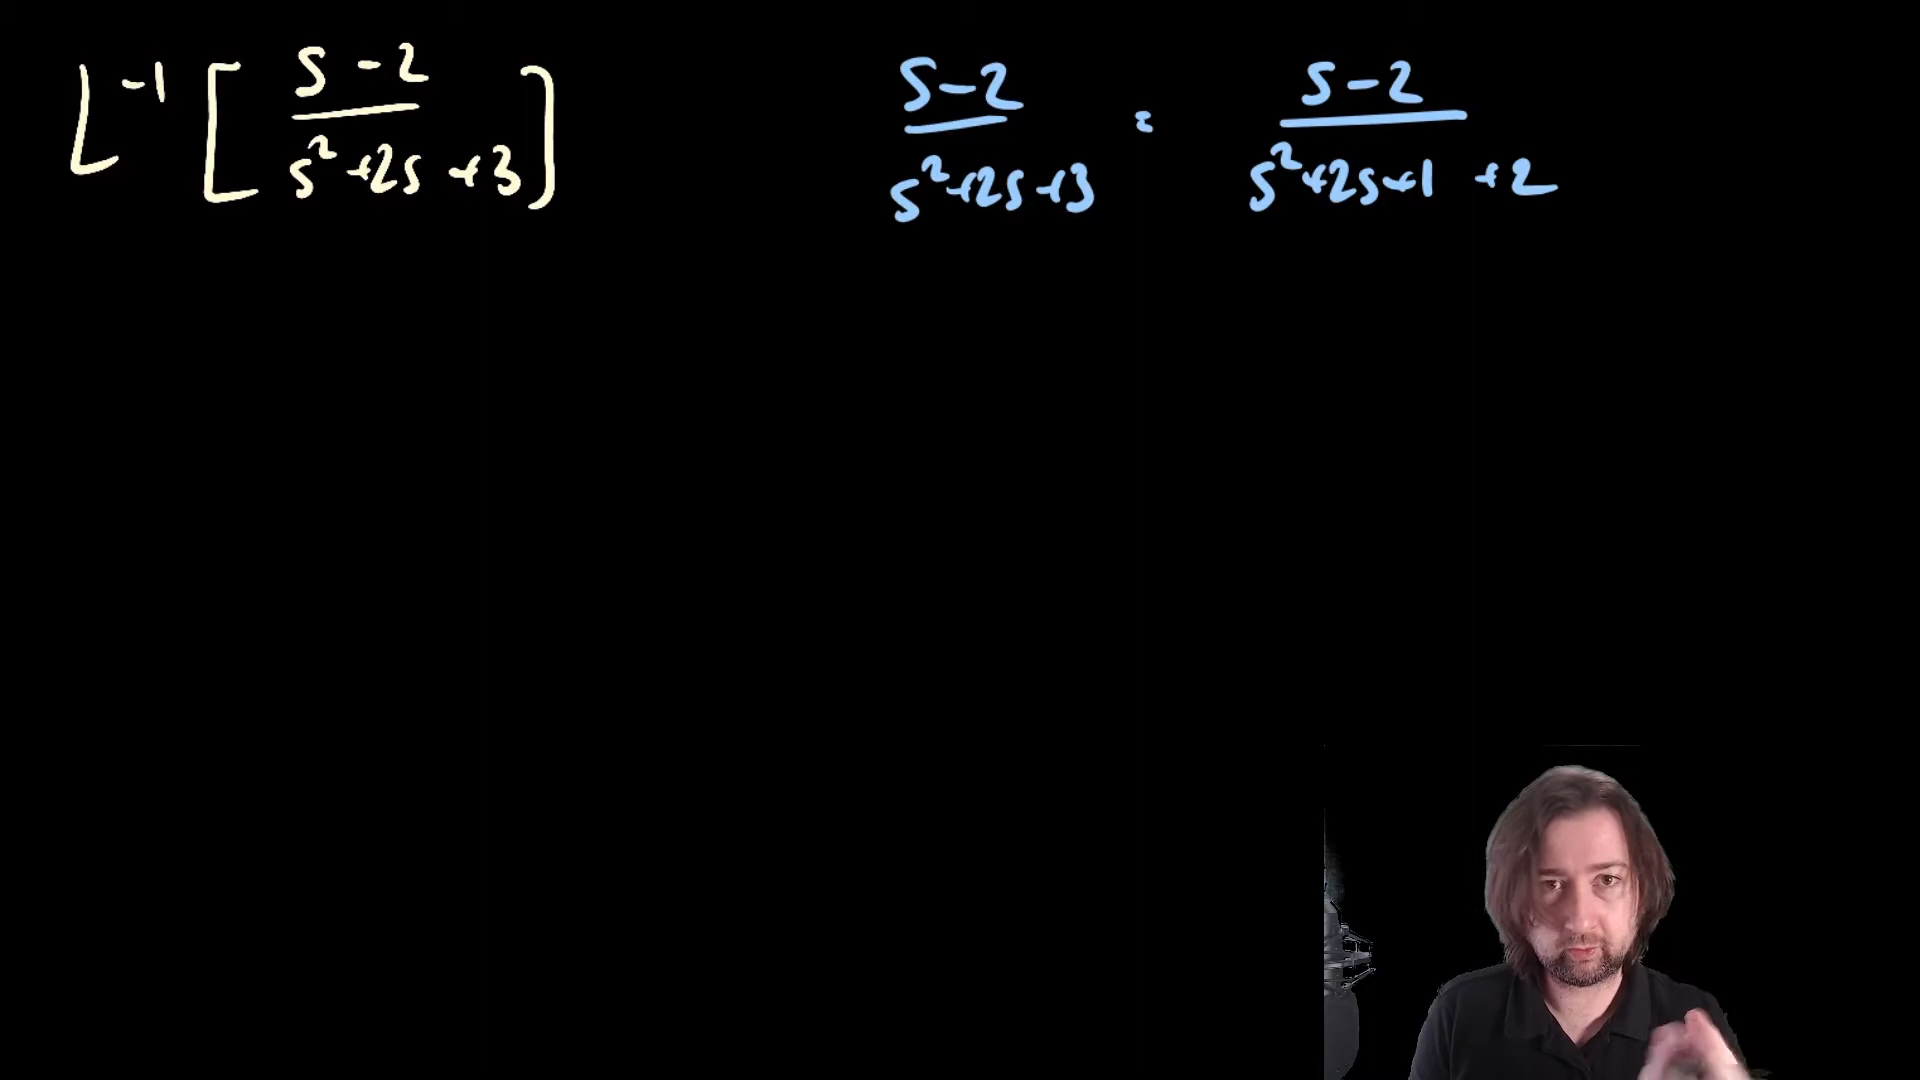 L⁻¹ [ (s-2)/(s²+2s+3) ]
(s-2)/(s²+2s+3) = (s-2)/(s²+2s+1 +2)